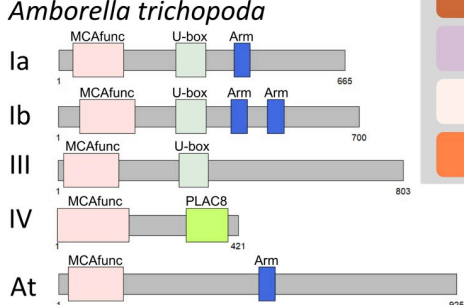 Amborella trichopoda
Ia MCAfunc U-box Arm
1 665
Ib MCAfunc U-box Arm Arm
1 700
III MCAfunc U-box
1 803
IV MCAfunc PLAC8
1 421
At MCAfunc Arm